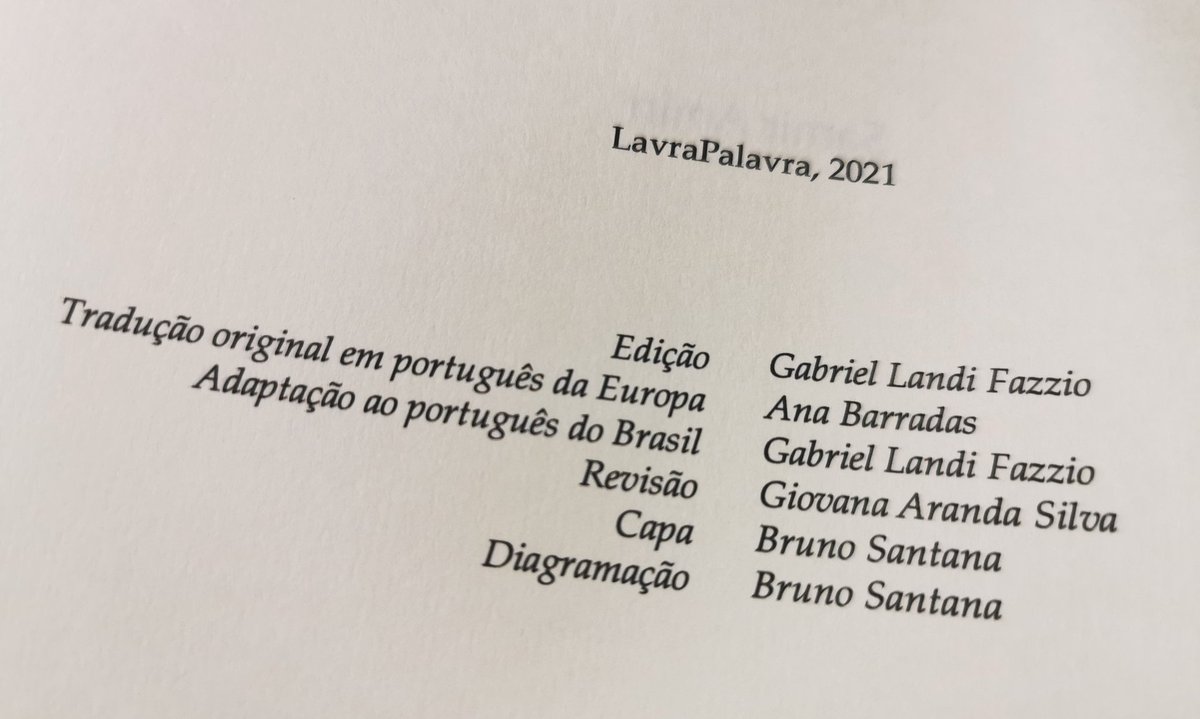 LavraPalavra, 2021
Edição Gabriel Landi Fazzio
Tradução original em português da Europa Ana Barradas
Adaptação ao português do Brasil Gabriel Landi Fazzio
Revisão Giovana Aranda Silva
Capa Bruno Santana
Diagramação Bruno Santana